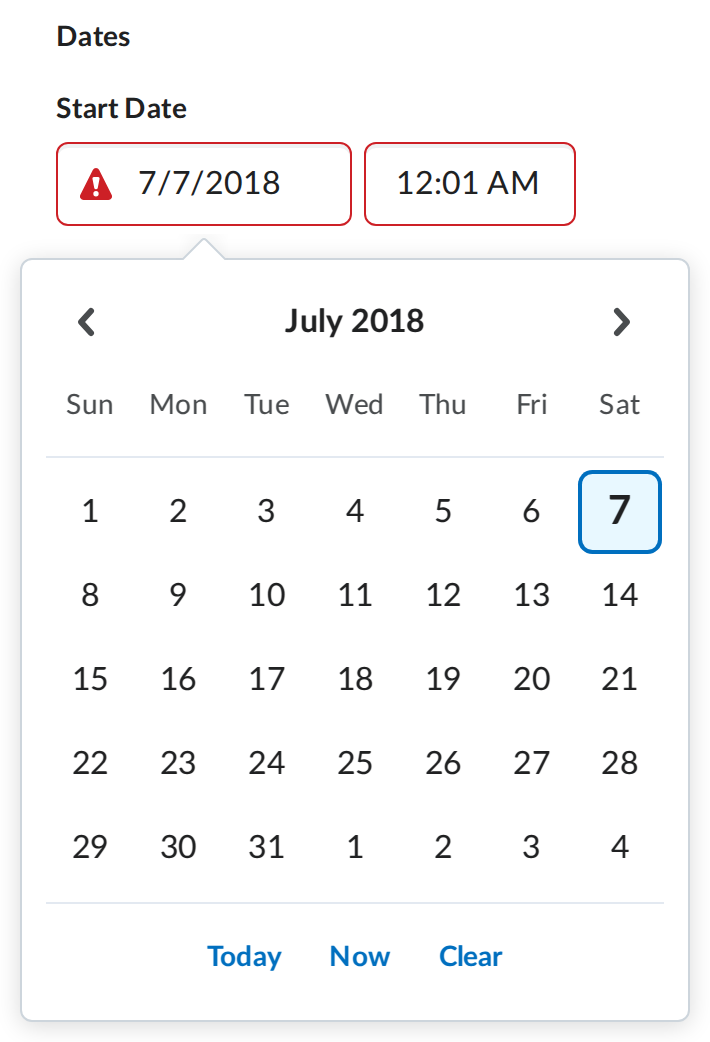 Dates
Start Date
7/7/2018 12:01 AM
July 2018
Sun Mon Tue Wed Thu Fri Sat
1 2 3 4 5 6 7
8 9 10 11 12 13 14
15 16 17 18 19 20 21
22 23 24 25 26 27 28
29 30 31 1 2 3 4
Today Now Clear